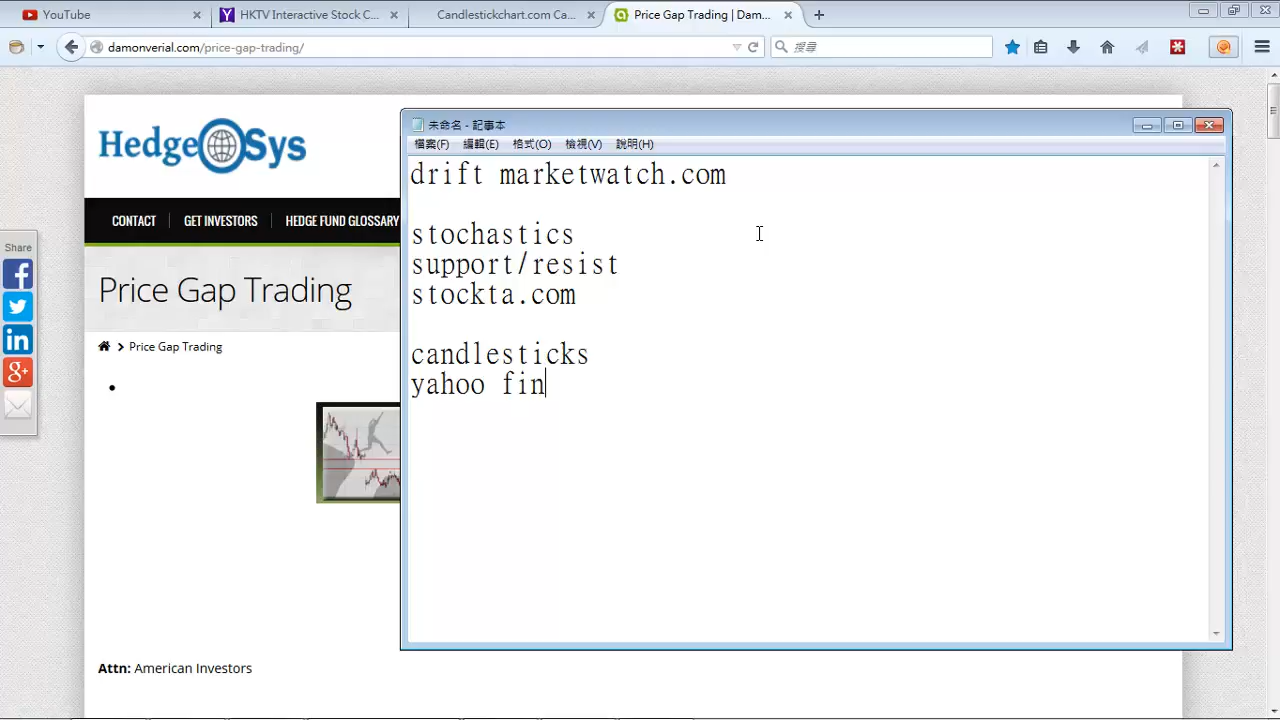 YouTube
HKTV Interactive Stock C...
Candlestickchart.com Ca...
Price Gap Trading | Dam...
damonverial.com/price-gap-trading/
搜尋
HedgeSys
CONTACT
GET INVESTORS
HEDGE FUND GLOSSARY
Share
Price Gap Trading
Price Gap Trading
Attn: American Investors
未命名 - 記事本
檔案(F) 編輯(E) 格式(O) 檢視(V) 說明(H)
drift marketwatch.com
stochastics
support/resist
stockta.com
candlesticks
yahoo fin